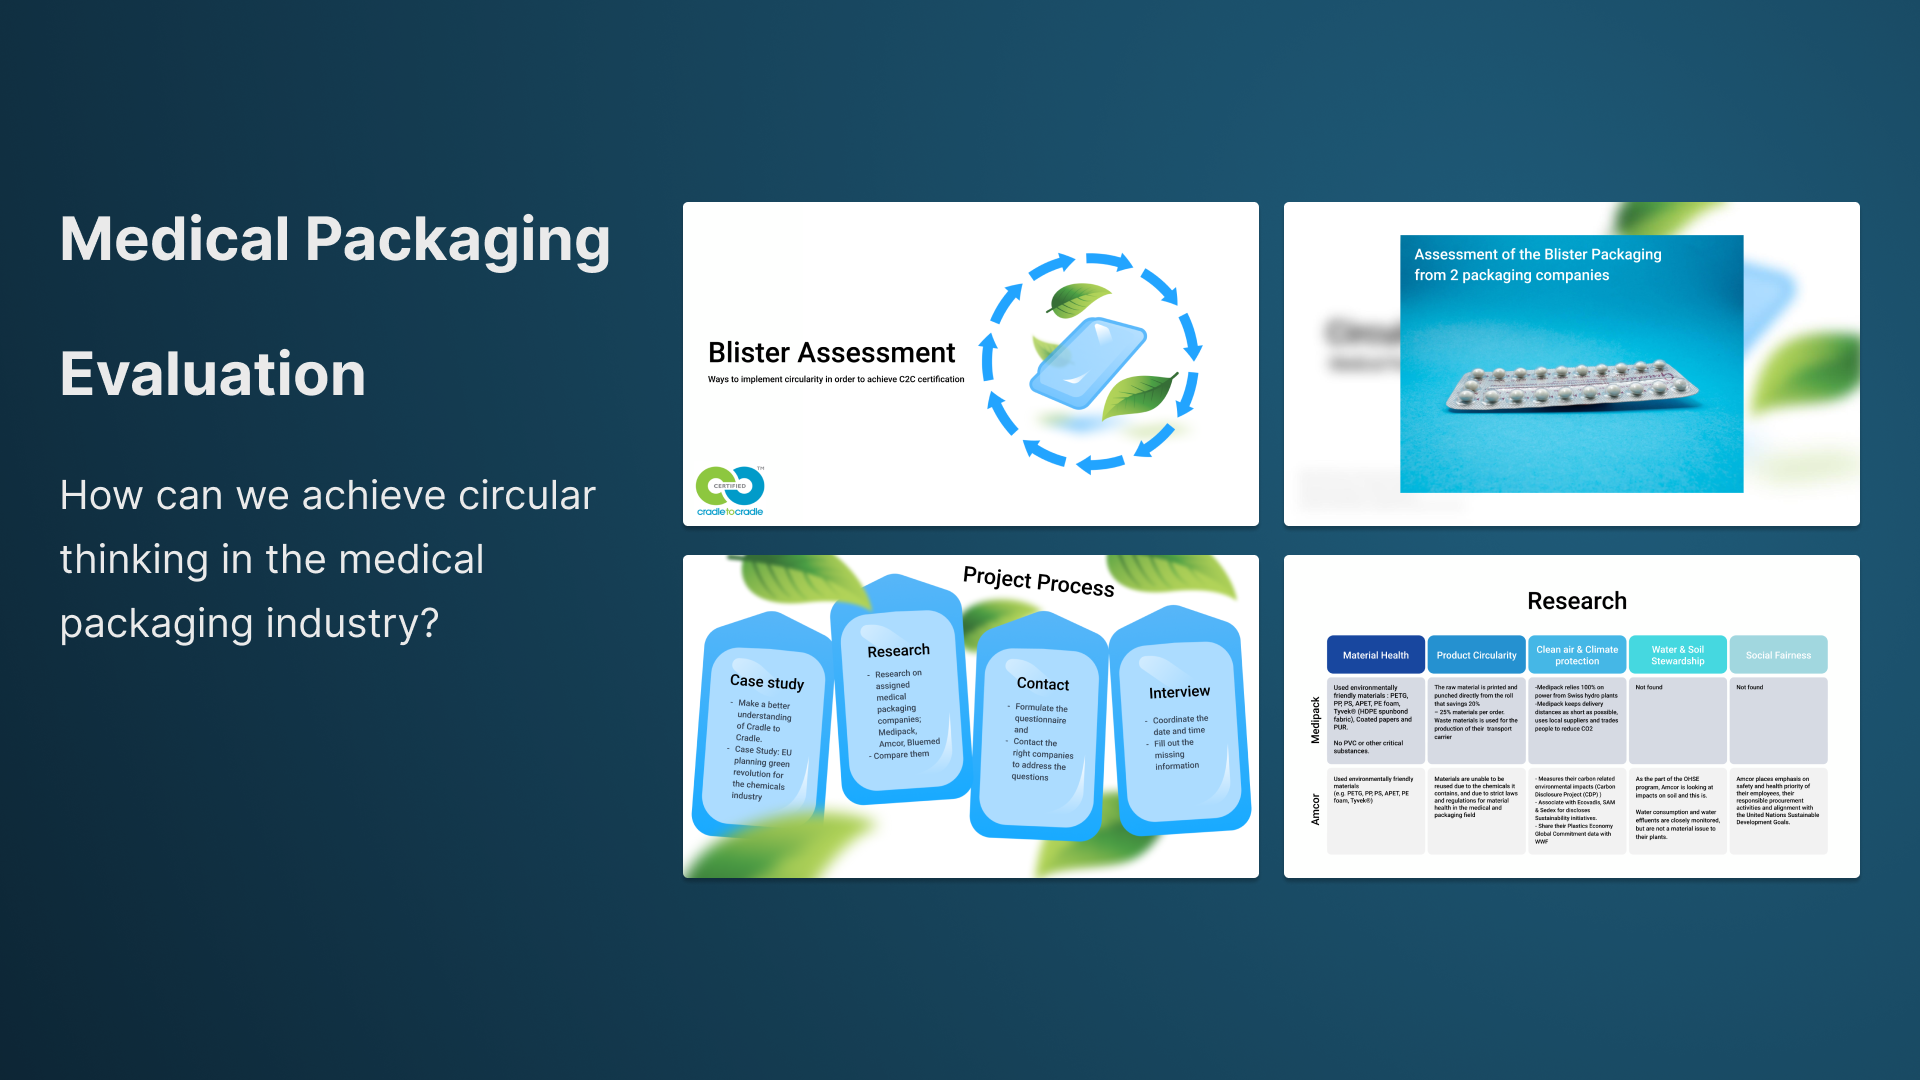 Medical Packaging
Evaluation
How can we achieve circular
thinking in the medical
packaging industry?
Blister Assessment
Ways to implement circularity in order to achieve C2C certification
CERTIFIED
TM
cradletocradle
Assessment of the Blister Packaging
from 2 packaging companies
Project Process
Case study
- Make a better
understanding
of Cradle to
Cradle.
- Case Study: EU
planning green
revolution for
the chemicals
industry
Research
- Research on
assigned
medical
packaging
companies;
Medipack,
Amcor, Bluemed
- Compare them
Contact
- Formulate the
questionnaire
and
- Contact the
right companies
to address the
questions
Interview
- Coordinate the
date and time
- Fill out the
missing
information
Research
Material Health
Product Circularity
Clean air & Climate
protection
Water & Soil
Stewardship
Social Fairness
Medipack
Used environmentally
friendly materials : PETG,
PP, PS, APET, PE foam,
Tyvek® (HDPE spunbond
fabric), Coated papers and
PUR.
No PVC or other critical
substances.
The raw material is printed and
punched directly from the roll
that savings 20%
– 25% materials per order.
Waste materials is used for the
production of their transport
carrier
-Medipack relies 100% on
power from Swiss hydro plants
-Medipack keeps delivery
distances as short as possible,
uses local suppliers and trades
people to reduce CO2
Not found
Not found
Amcor
Used environmentally friendly
materials
(e.g. PETG, PP, PS, APET, PE
foam, Tyvek®)
Materials are unable to be
reused due to the chemicals it
contains, and due to strict laws
and regulations for material
health in the medical and
packaging field
- Measures their carbon related
environmental impacts (Carbon
Disclosure Project (CDP) )
- Associate with Ecovadis, SAM
& Sedex for discloses
Sustainability initiatives.
- Share their Plastics Economy
Global Commitment data with
WWF
As the part of the OHSE
program, Amcor is looking at
impacts on soil and this is.
Water consumption and water
effluents are closely monitored,
but are not a material issue to
their plants.
Amcor places emphasis on
safety and health priority of
their employees, their
responsible procurement
activities and alignment with
the United Nations Sustainable
Development Goals.